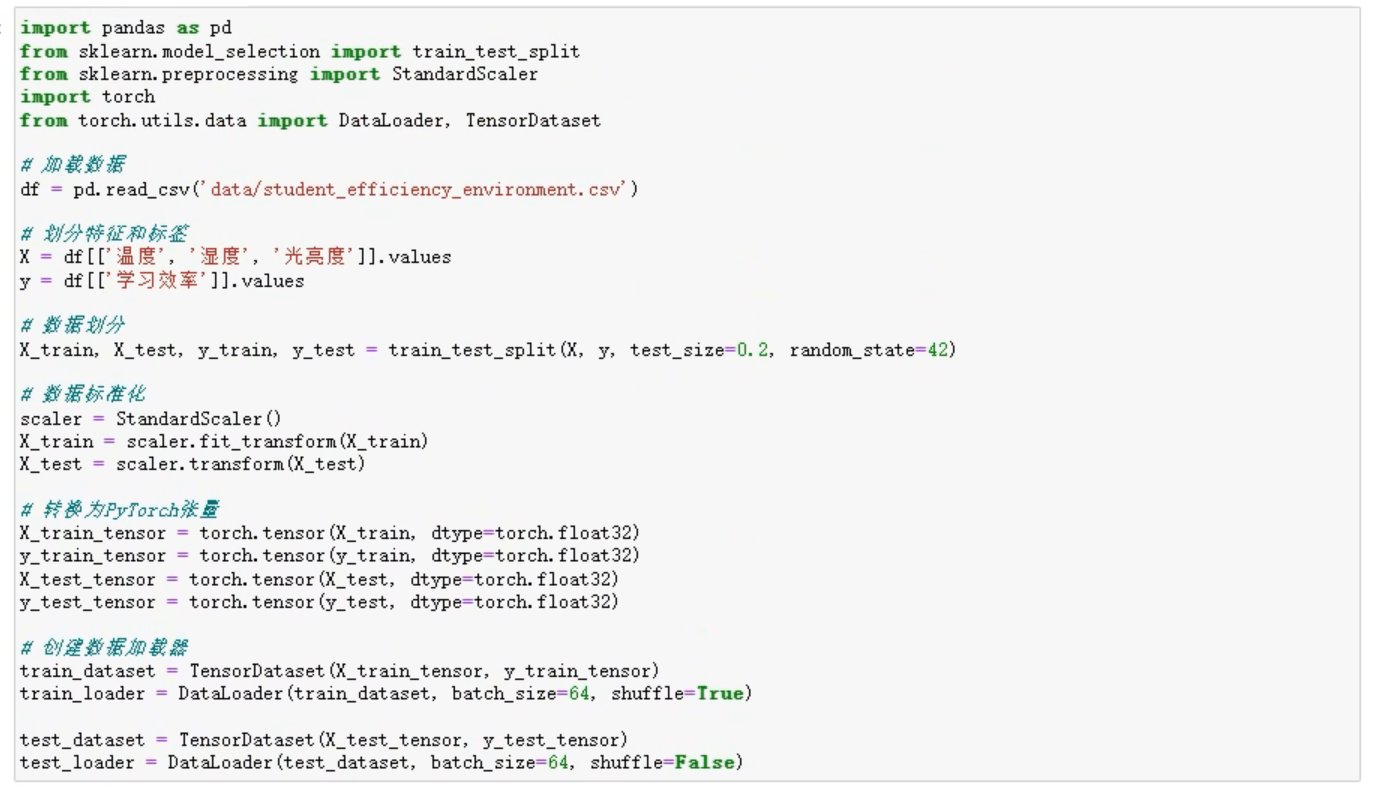 import pandas as pd
from sklearn.model_selection import train_test_split
from sklearn.preprocessing import StandardScaler
import torch
from torch.utils.data import DataLoader, TensorDataset
# 加载数据
df = pd.read_csv('data/student_efficiency_environment.csv')
# 划分特征和标签
X = df[['温度', '湿度', '光亮度']].values
y = df[['学习效率']].values
# 数据划分
X_train, X_test, y_train, y_test = train_test_split(X, y, test_size=0.2, random_state=42)
# 数据标准化
scaler = StandardScaler()
X_train = scaler.fit_transform(X_train)
X_test = scaler.transform(X_test)
# 转换为PyTorch张量
X_train_tensor = torch.tensor(X_train, dtype=torch.float32)
y_train_tensor = torch.tensor(y_train, dtype=torch.float32)
X_test_tensor = torch.tensor(X_test, dtype=torch.float32)
y_test_tensor = torch.tensor(y_test, dtype=torch.float32)
# 创建数据加载器
train_dataset = TensorDataset(X_train_tensor, y_train_tensor)
train_loader = DataLoader(train_dataset, batch_size=64, shuffle=True)
test_dataset = TensorDataset(X_test_tensor, y_test_tensor)
test_loader = DataLoader(test_dataset, batch_size=64, shuffle=False)